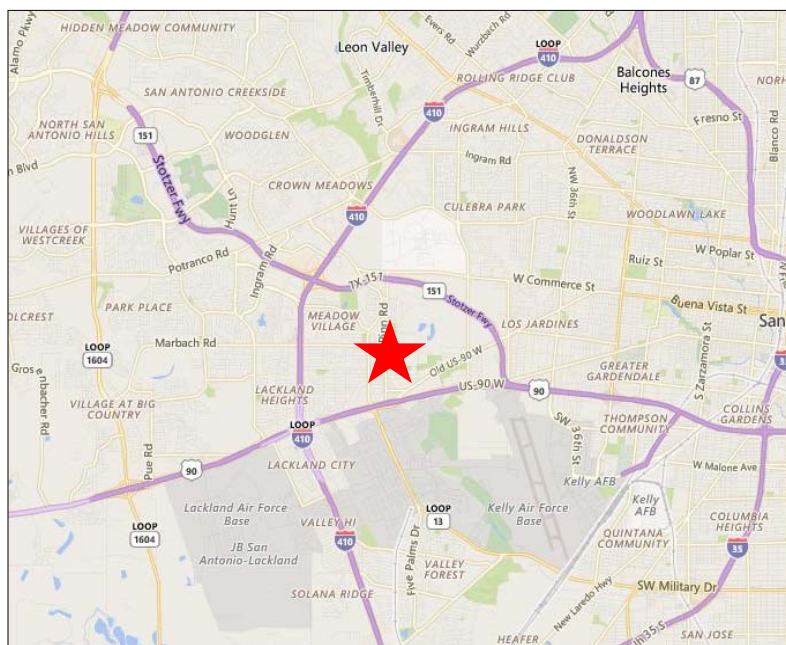 HIDDEN MEADOW COMMUNITY
Alamo Pkwy
Leon Valley
Evers Rd
Wurzbach Rd
LOOP
410
ROLLING RIDGE CLUB
Balcones
Heights
87
SAN ANTONIO CREEKSIDE
Timberhill Dr
410
NORTH SAN
ANTONIO HILLS
151
WOODGLEN
INGRAM HILLS
DONALDSON
TERRACE
Fresno St
Blanco Rd
Stotzer Fwy
Ingram Rd
NW 36th St
CROWN MEADOWS
Hunt Ln
410
CULEBRA PARK
WOODLAWN LAKE
VILLAGES OF
WESTCREEK
Potranco Rd
Ingram Rd
W Poplar St
Ruiz St
TX-151
151
W Commerce St
PARK PLACE
MEADOW
VILLAGE
Stotzer Fwy
Buena Vista St
LOS JARDINES
LOOP
1604
Marbach Rd
S Zarzamora St
35
Old US-90 W
GREATER
GARDENDALE
VILLAGE AT BIG
COUNTRY
LACKLAND
HEIGHTS
US-90 W
90
COLLINS
GARDENS
THOMPSON
COMMUNITY
SW 36th St
LOOP
410
Pue Rd
90
LACKLAND CITY
W Malone Ave
Kelly AFB
Lackland Air Force
Base
LOOP
13
Kelly Air Force
Base
Kelly
AFB
COLUMBIA
HEIGHTS
LOOP
1604
VALLEY HI
410
QUINTANA
COMMUNITY
35
JB San
Antonio-Lackland
Five Palms Dr
VALLEY
FOREST
SW Military Dr
SOLANA RIDGE
New Laredo Hwy
HEAFER
SAN JOSE